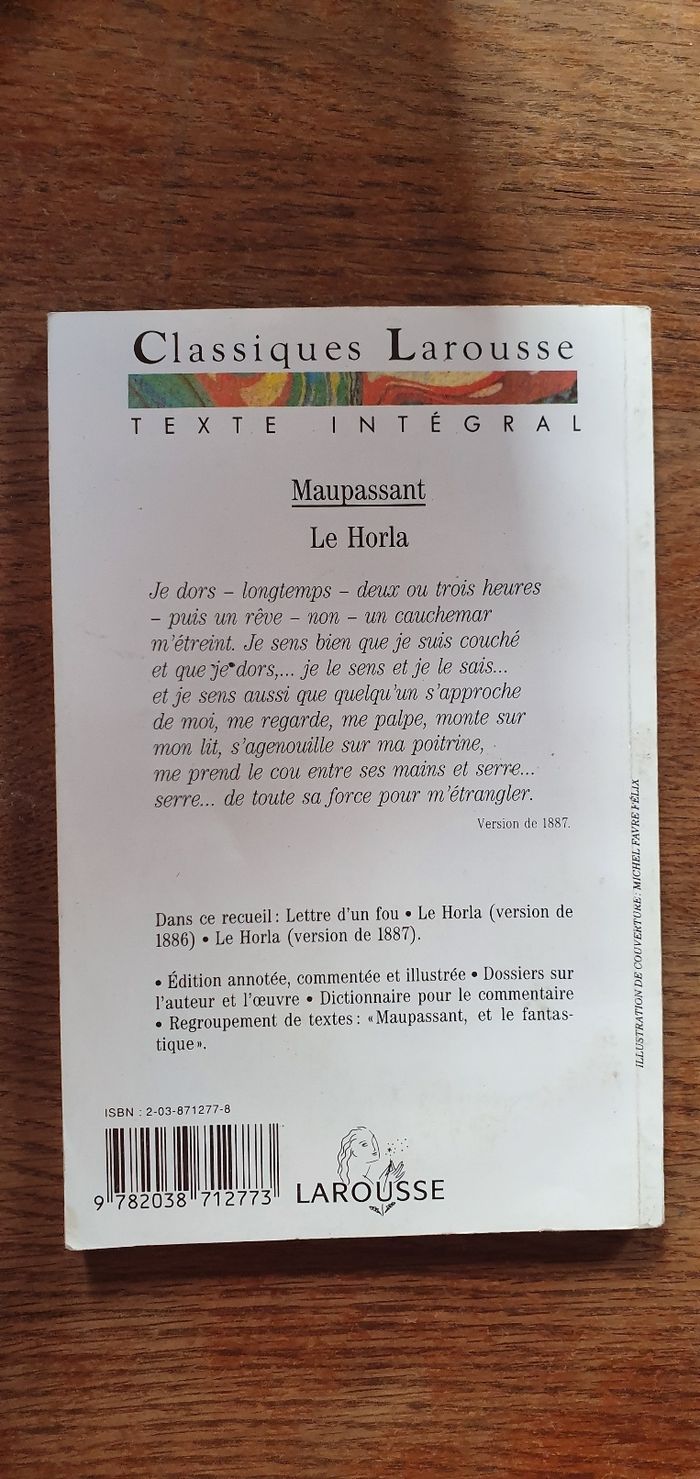 Classiques Larousse
TEXTE INTÉGRAL
Maupassant
Le Horla
Je dors – longtemps – deux ou trois heures
– puis un rêve – non – un cauchemar
m'étreint. Je sens bien que je suis couché
et que je dors,... je le sens et je le sais...
et je sens aussi que quelqu'un s'approche
de moi, me regarde, me palpe, monte sur
mon lit, s'agenouille sur ma poitrine,
me prend le cou entre ses mains et serre...
serre... de toute sa force pour m'étrangler.
Version de 1887.
Dans ce recueil : Lettre d'un fou • Le Horla (version de
1886) • Le Horla (version de 1887).
• Édition annotée, commentée et illustrée • Dossiers sur
l'auteur et l'œuvre • Dictionnaire pour le commentaire
• Regroupement de textes : « Maupassant, et le fantas-
tique ».
ILLUSTRATION DE COUVERTURE : MICHEL FAVRE FÉLIX
ISBN : 2-03-871277-8
9 782038 712773
LAROUSSE